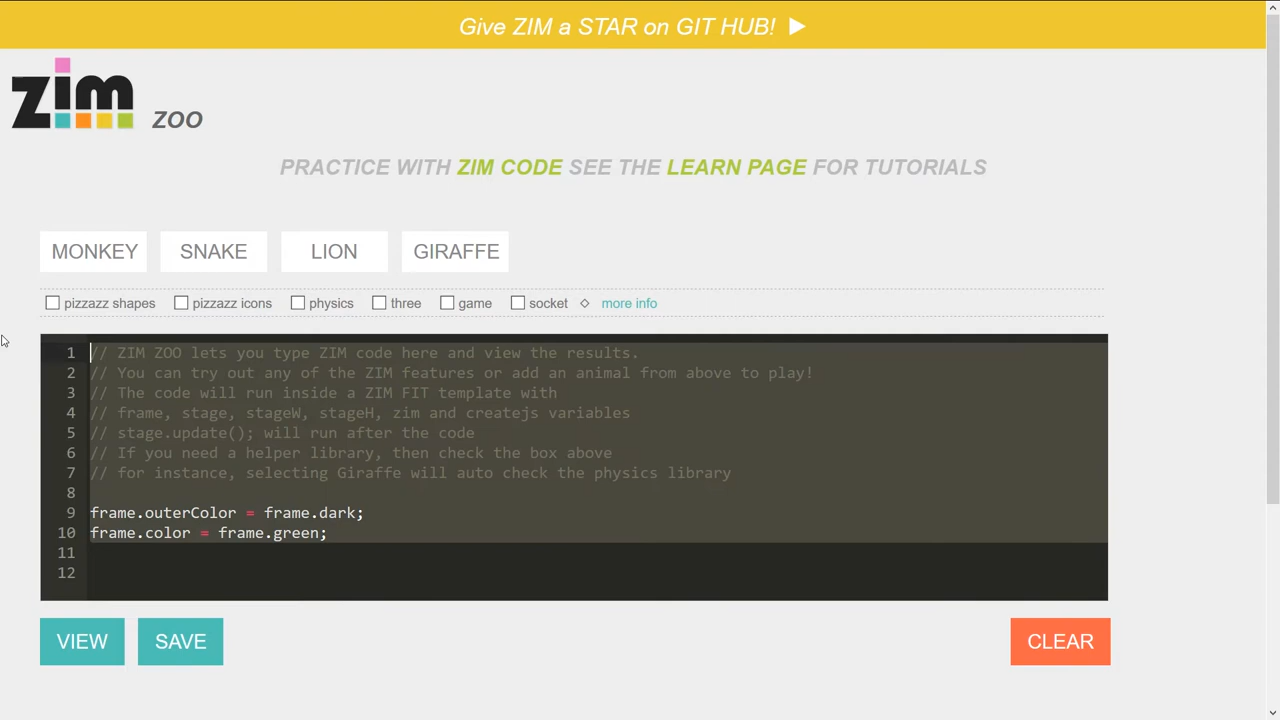 Give ZIM a STAR on GIT HUB!
zim ZOO
PRACTICE WITH ZIM CODE SEE THE LEARN PAGE FOR TUTORIALS
MONKEY SNAKE LION GIRAFFE
pizzazz shapes pizzazz icons physics three game socket more info
1 // ZIM ZOO lets you type ZIM code here and view the results.
2 // You can try out any of the ZIM features or add an animal from above to play!
3 // The code will run inside a ZIM FIT template with
4 // frame, stage, stageW, stageH, zim and createjs variables
5 // stage.update(); will run after the code
6 // If you need a helper library, then check the box above
7 // for instance, selecting Giraffe will auto check the physics library
8
9 frame.outerColor = frame.dark;
10 frame.color = frame.green;
11
12
VIEW SAVE CLEAR